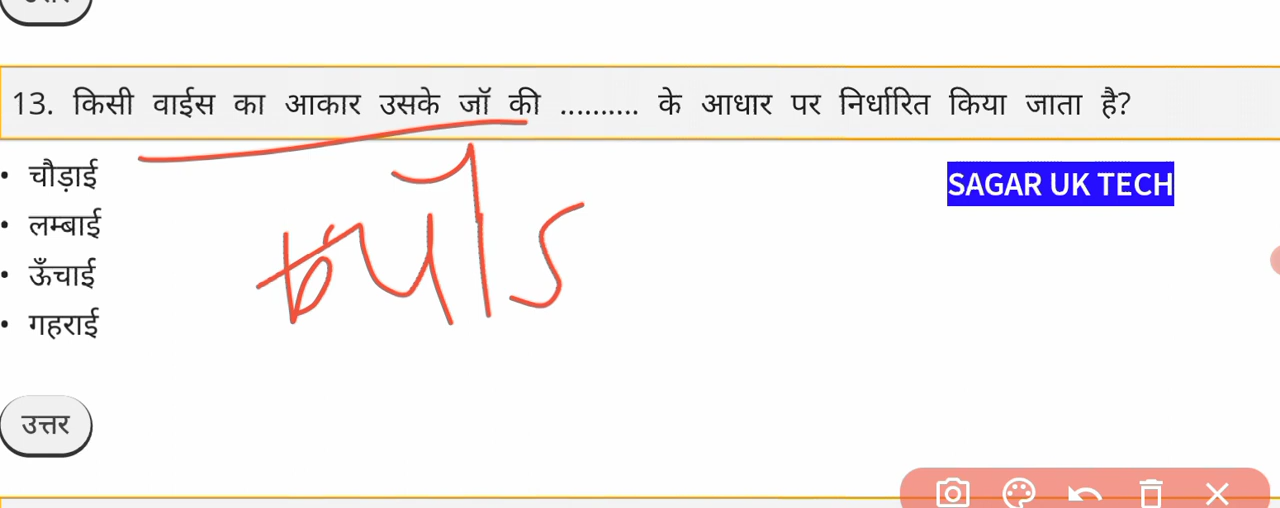 13. किसी वाईस का आकार उसके जॉ की .......... के आधार पर निर्धारित किया जाता है?
• चौड़ाई
SAGAR UK TECH
• लम्बाई
• ऊँचाई
• गहराई
उत्तर